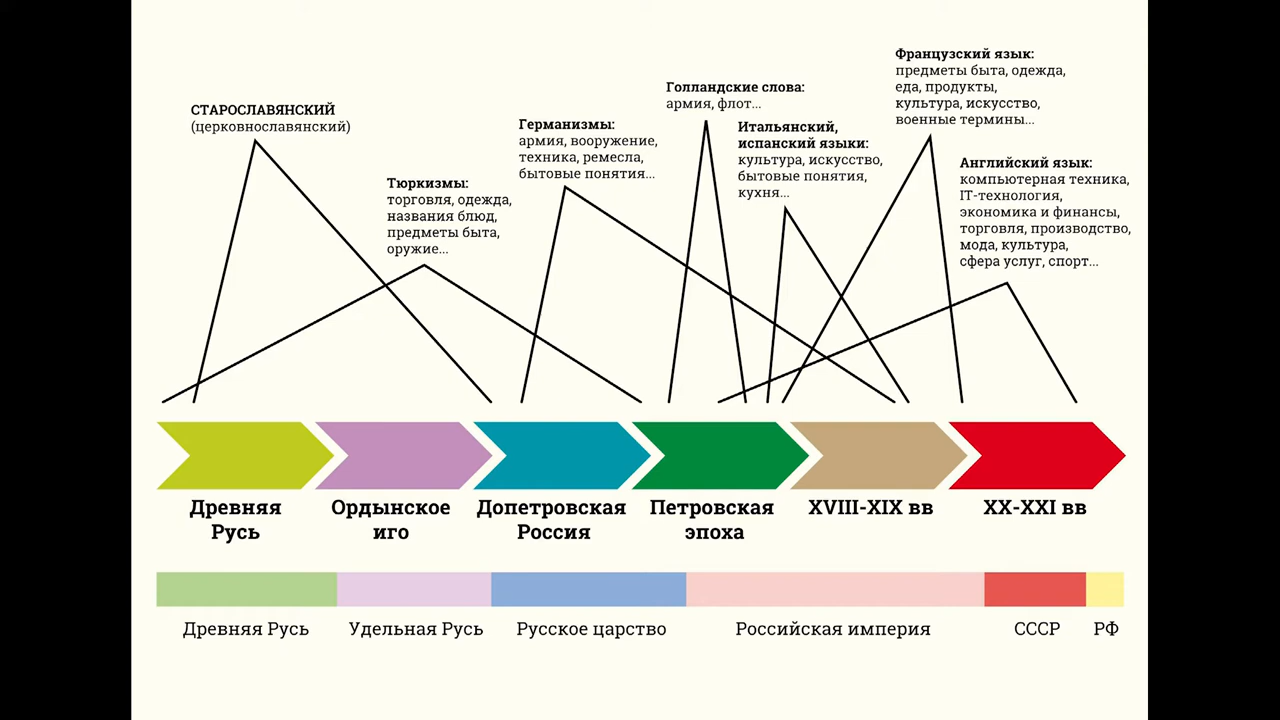 СТАРОСЛАВЯНСКИЙ
(церковнославянский)
Тюркизмы:
торговля, одежда,
названия блюд,
предметы быта,
оружие...
Германизмы:
армия, вооружение,
техника, ремесла,
бытовые понятия...
Голландские слова:
армия, флот...
Итальянский,
испанский языки:
культура, искусство,
бытовые понятия,
кухня...
Французский язык:
предметы быта, одежда,
еда, продукты,
культура, искусство,
военные термины...
Английский язык:
компьютерная техника,
IT-технология,
экономика и финансы,
торговля, производство,
мода, культура,
сфера услуг, спорт...
Древняя
Русь
Ордынское
иго
Допетровская
Россия
Петровская
эпоха
XVIII-XIX вв
XX-XXI вв
Древняя Русь
Удельная Русь
Русское царство
Российская империя
СССР
РФ